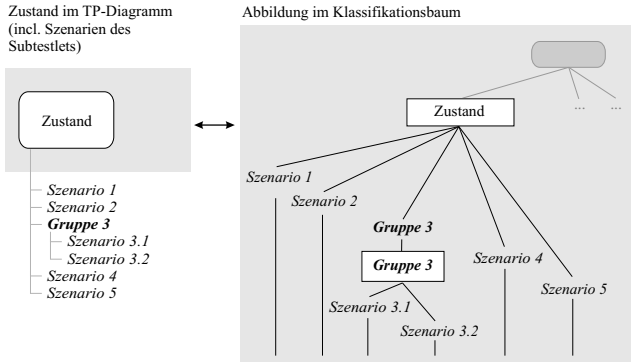 Zustand im TP-Diagramm
(incl. Szenarien des
Subtestlets)
Zustand
Szenario 1
Szenario 2
Gruppe 3
Szenario 3.1
Szenario 3.2
Szenario 4
Szenario 5
Abbildung im Klassifikationsbaum
... ...
Zustand
Szenario 1
Szenario 2
Gruppe 3
Gruppe 3
Szenario 3.1
Szenario 3.2
Szenario 4
Szenario 5